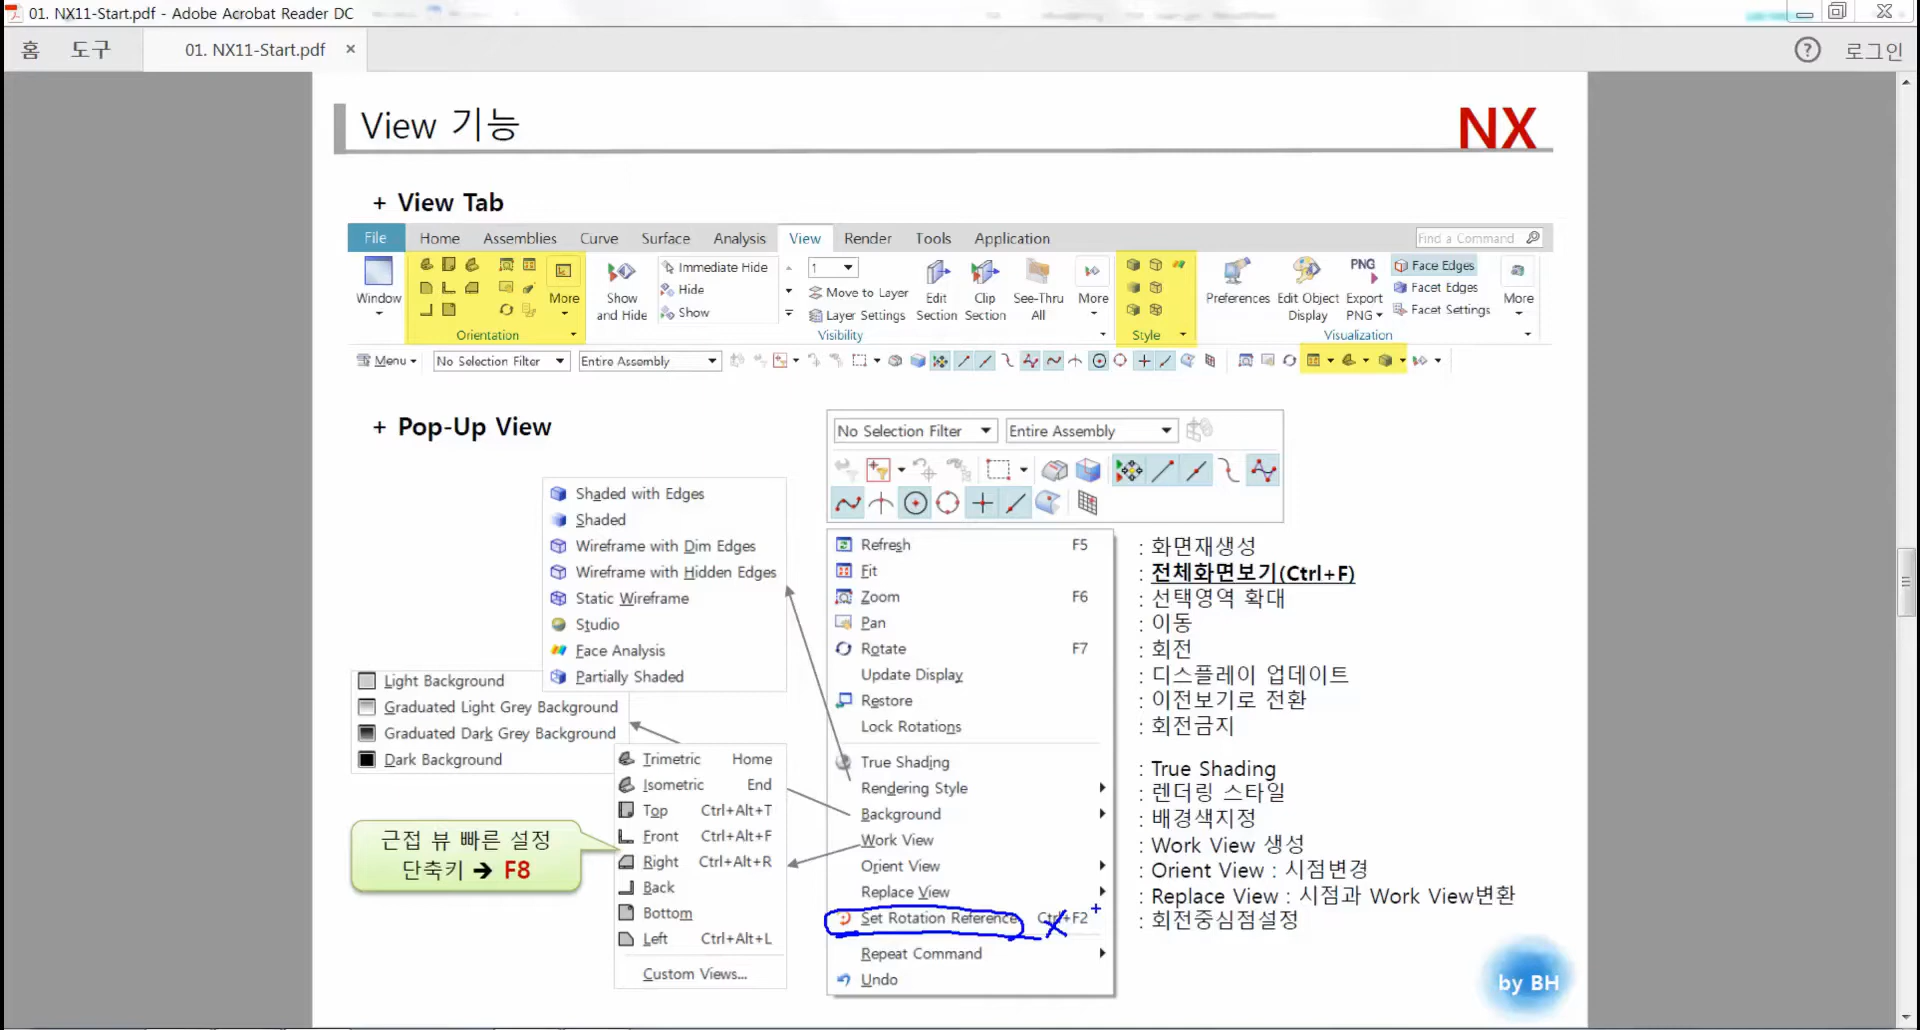 01. NX11-Start.pdf - Adobe Acrobat Reader DC
홈 도구 01. NX11-Start.pdf × ? 로그인
View 기능 NX
+ View Tab
File Home Assemblies Curve Surface Analysis View Render Tools Application Find a Command
Window
Orientation
More
Show and Hide
Immediate Hide
Hide
Show
1
Move to Layer
Layer Settings
Edit Section
Clip Section
See-Thru All
More
Visibility
Style
Preferences
Edit Object Display
PNG
Export PNG
Face Edges
Facet Edges
Facet Settings
More
Visualization
Menu No Selection Filter Entire Assembly
+ Pop-Up View
No Selection Filter Entire Assembly
Shaded with Edges
Shaded
Wireframe with Dim Edges
Wireframe with Hidden Edges
Static Wireframe
Studio
Face Analysis
Partially Shaded
Light Background
Graduated Light Grey Background
Graduated Dark Grey Background
Dark Background
Trimetric Home
Isometric End
Top Ctrl+Alt+T
Front Ctrl+Alt+F
Right Ctrl+Alt+R
Back
Bottom
Left Ctrl+Alt+L
Custom Views...
근접 뷰 빠른 설정
단축키 ➔ F8
Refresh F5 : 화면재생성
Fit : 전체화면보기(Ctrl+F)
Zoom F6 : 선택영역 확대
Pan : 이동
Rotate F7 : 회전
Update Display : 디스플레이 업데이트
Restore : 이전보기로 전환
Lock Rotations : 회전금지
True Shading : True Shading
Rendering Style : 렌더링 스타일
Background : 배경색지정
Work View : Work View 생성
Orient View : Orient View : 시점변경
Replace View : Replace View : 시점과 Work View변환
Set Rotation Reference Ctrl+F2 : 회전중심점설정
Repeat Command
Undo
by BH